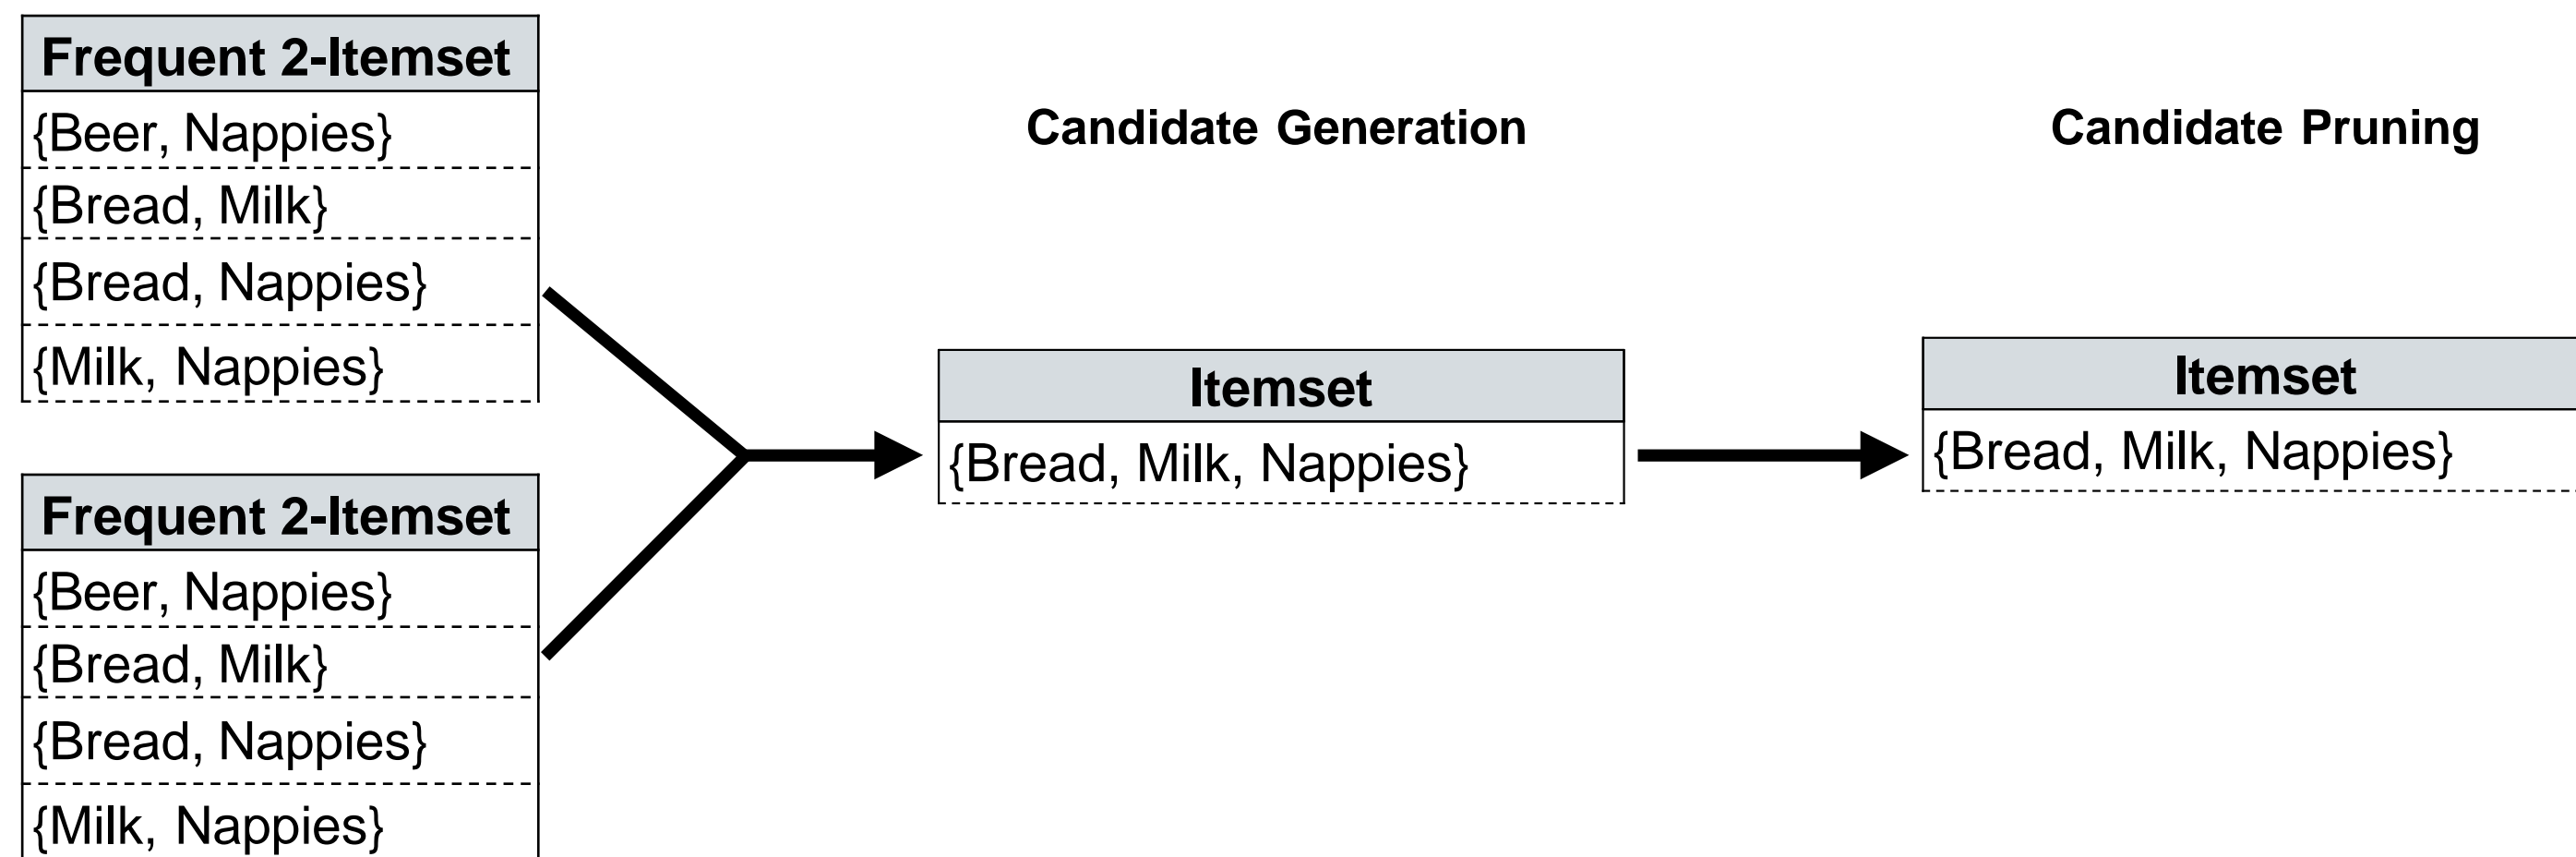 Frequent 2-Itemset
{Beer, Nappies}
{Bread, Milk}
{Bread, Nappies}
{Milk, Nappies}
Frequent 2-Itemset
{Beer, Nappies}
{Bread, Milk}
{Bread, Nappies}
{Milk, Nappies}
Candidate Generation
Itemset
{Bread, Milk, Nappies}
Candidate Pruning
Itemset
{Bread, Milk, Nappies}